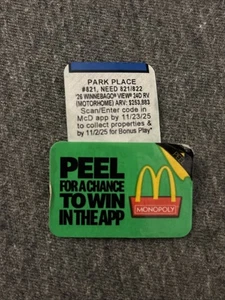 PARK PLACE
#821, NEED 821/822
'25 WINNEBAGO® VIEW® 24D RV
(MOTORHOME) ARV: $253,883
Scan/Enter code in
McD app by 11/23/25
to collect properties &
by 11/2/25 for Bonus Play*
PEEL
FOR A CHANCE
TO WIN
IN THE APP
MONOPOLY